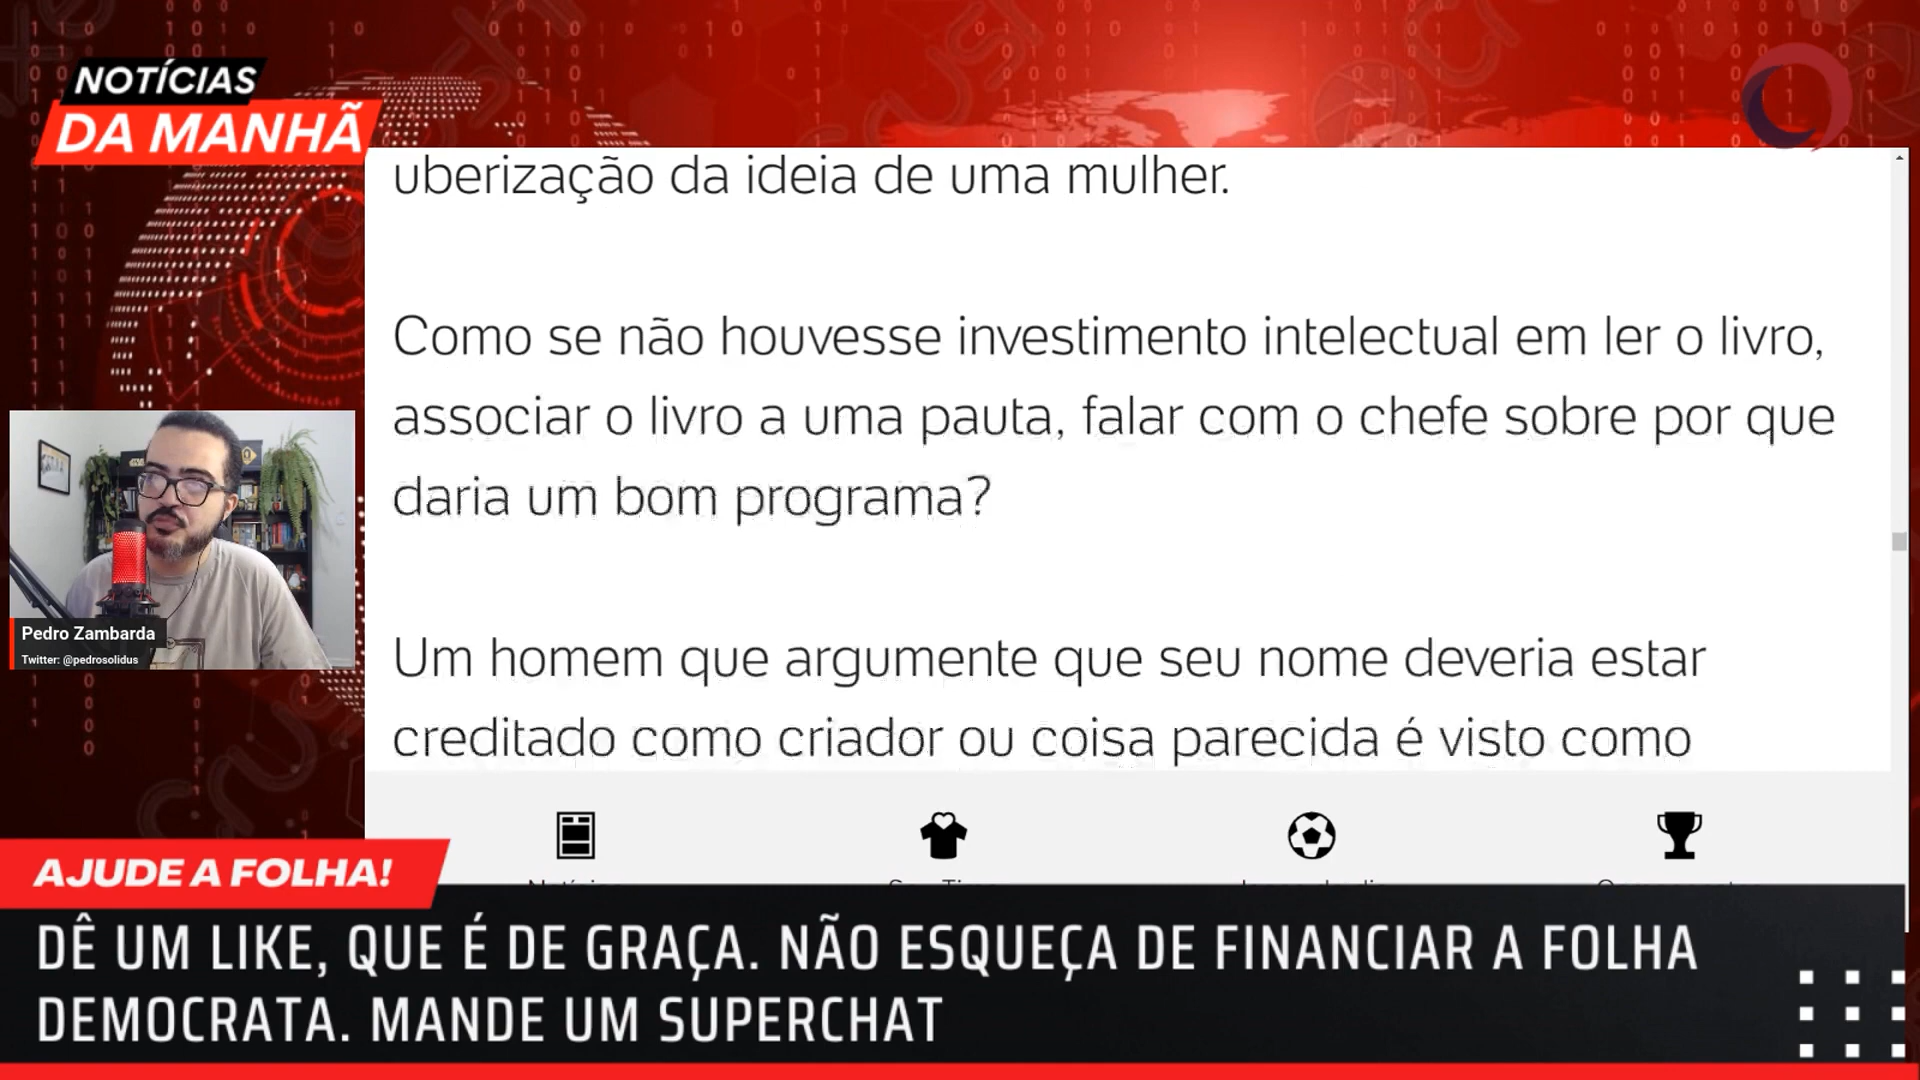 NOTÍCIAS
DA MANHÃ
uberização da ideia de uma mulher.
Como se não houvesse investimento intelectual em ler o livro,
associar o livro a uma pauta, falar com o chefe sobre por que
daria um bom programa?
Um homem que argumente que seu nome deveria estar
creditado como criador ou coisa parecida é visto como
Pedro Zambarda
Twitter: @pedrosolidus
AJUDE A FOLHA!
DÊ UM LIKE, QUE É DE GRAÇA. NÃO ESQUEÇA DE FINANCIAR A FOLHA
DEMOCRATA. MANDE UM SUPERCHAT